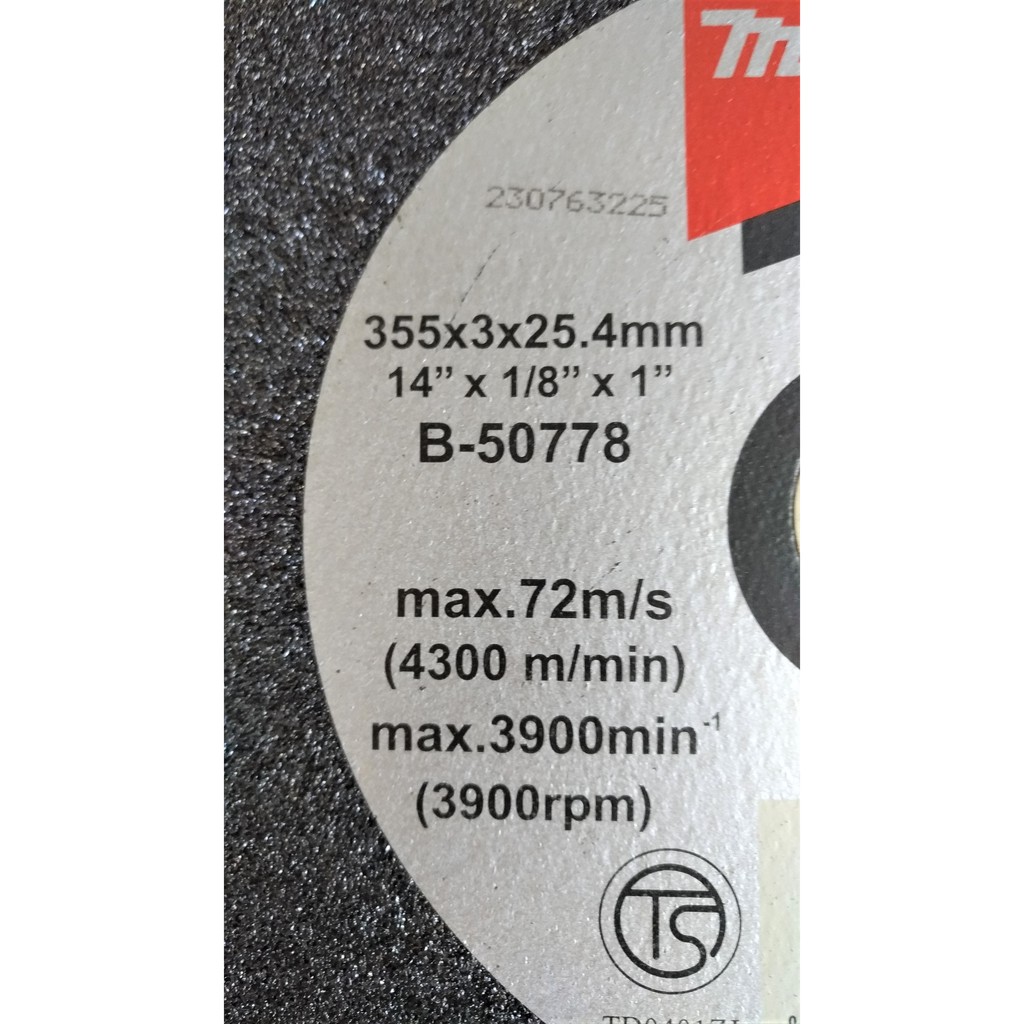 230763225
355x3x25.4mm
14” x 1/8” x 1”
B-50778
max.72m/s
(4300 m/min)
max.3900min⁻¹
(3900rpm)
TS